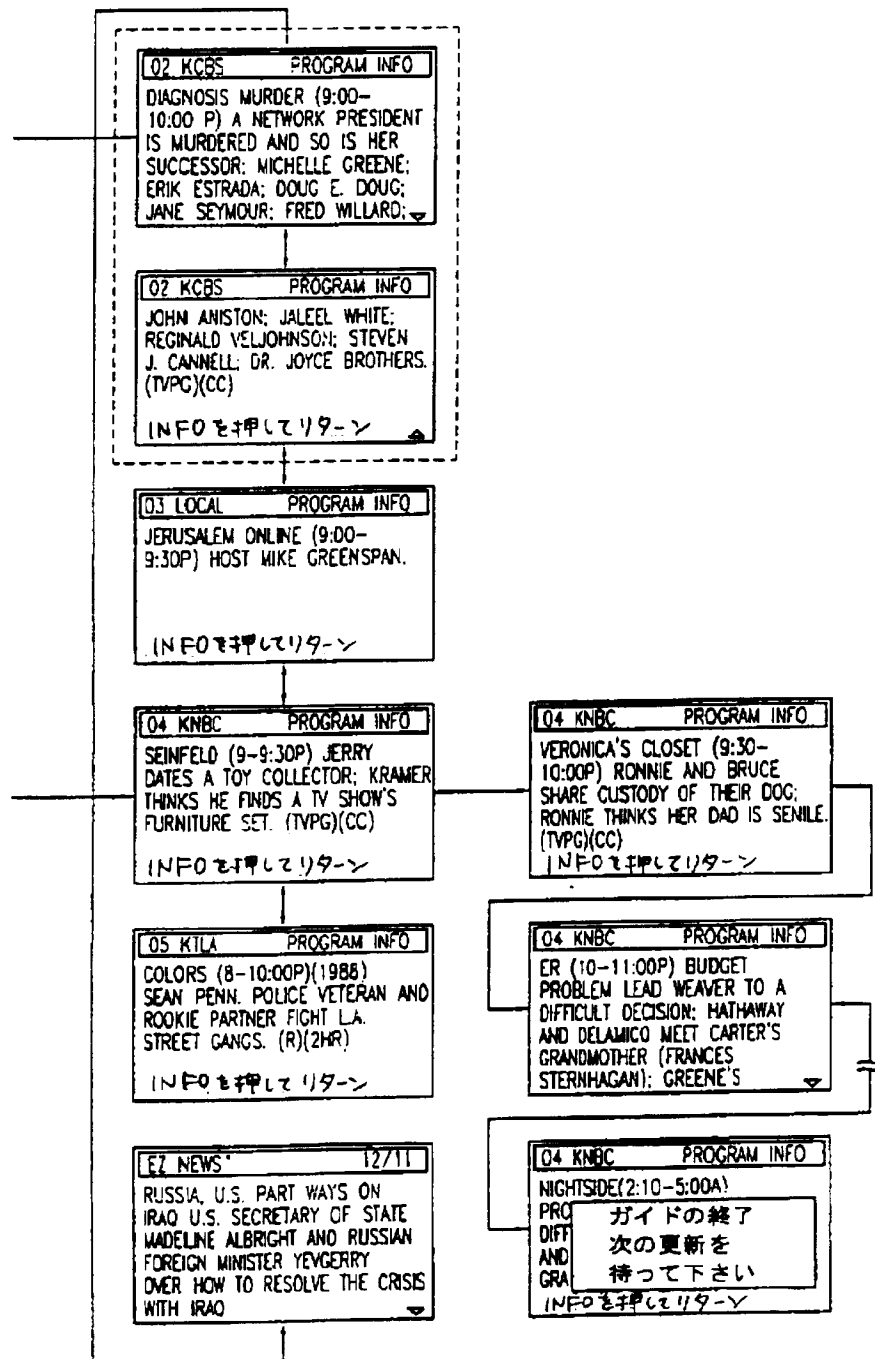 02 KCBS PROGRAM INFO
DIAGNOSIS MURDER (9:00–
10:00 P) A NETWORK PRESIDENT
IS MURDERED AND SO IS HER
SUCCESSOR; MICHELLE GREENE;
ERIK ESTRADA; DOUG E. DOUG;
JANE SEYMOUR; FRED WILLARD;
02 KCBS PROGRAM INFO
JOHN ANISTON; JALEEL WHITE;
REGINALD VELJOHNSON; STEVEN
J. CANNELL; DR. JOYCE BROTHERS.
(TVPG)(CC)
INFOを押してリターン
03 LOCAL PROGRAM INFO
JERUSALEM ONLINE (9:00–
9:30P) HOST MIKE GREENSPAN.
INFOを押してリターン
04 KNBC PROGRAM INFO
SEINFELD (9–9:30P) JERRY
DATES A TOY COLLECTOR; KRAMER
THINKS HE FINDS A TV SHOW'S
FURNITURE SET. (TVPG)(CC)
INFOを押してリターン
04 KNBC PROGRAM INFO
VERONICA'S CLOSET (9:30–
10:00P) RONNIE AND BRUCE
SHARE CUSTODY OF THEIR DOG;
RONNIE THINKS HER DAD IS SENILE.
(TVPG)(CC)
INFOを押してリターン
05 KTLA PROGRAM INFO
COLORS (8–10:00P)(1988)
SEAN PENN. POLICE VETERAN AND
ROOKIE PARTNER FIGHT L.A.
STREET GANGS. (R)(2HR)
INFOを押してリターン
04 KNBC PROGRAM INFO
ER (10–11:00P) BUDGET
PROBLEM LEAD WEAVER TO A
DIFFICULT DECISION; HATHAWAY
AND DELAMICO MEET CARTER'S
GRANDMOTHER (FRANCES
STERNHAGAN); GREENE'S
EZ NEWS 12/11
RUSSIA, U.S. PART WAYS ON
IRAQ U.S. SECRETARY OF STATE
MADELINE ALBRIGHT AND RUSSIAN
FOREIGN MINISTER YEVGERRY
OVER HOW TO RESOLVE THE CRISIS
WITH IRAQ
04 KNBC PROGRAM INFO
NIGHTSIDE(2:10–5:00A)
PRO
DIFF
AND
GRA
ガイドの終了
次の更新を
待って下さい
INFOを押してリターン